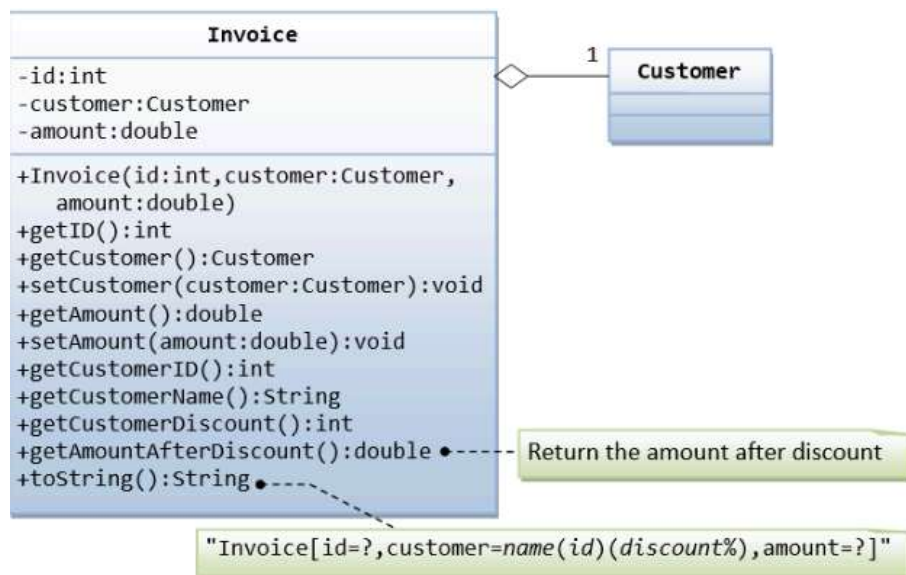 Invoice
-id:int
-customer:Customer
-amount:double
+Invoice(id:int,customer:Customer,
amount:double)
+getID():int
+getCustomer():Customer
+setCustomer(customer:Customer):void
+getAmount():double
+setAmount(amount:double):void
+getCustomerID():int
+getCustomerName():String
+getCustomerDiscount():int
+getAmountAfterDiscount():double
+toString():String
1
Customer
Return the amount after discount
"Invoice[id=?,customer=name(id)(discount%),amount=?]"